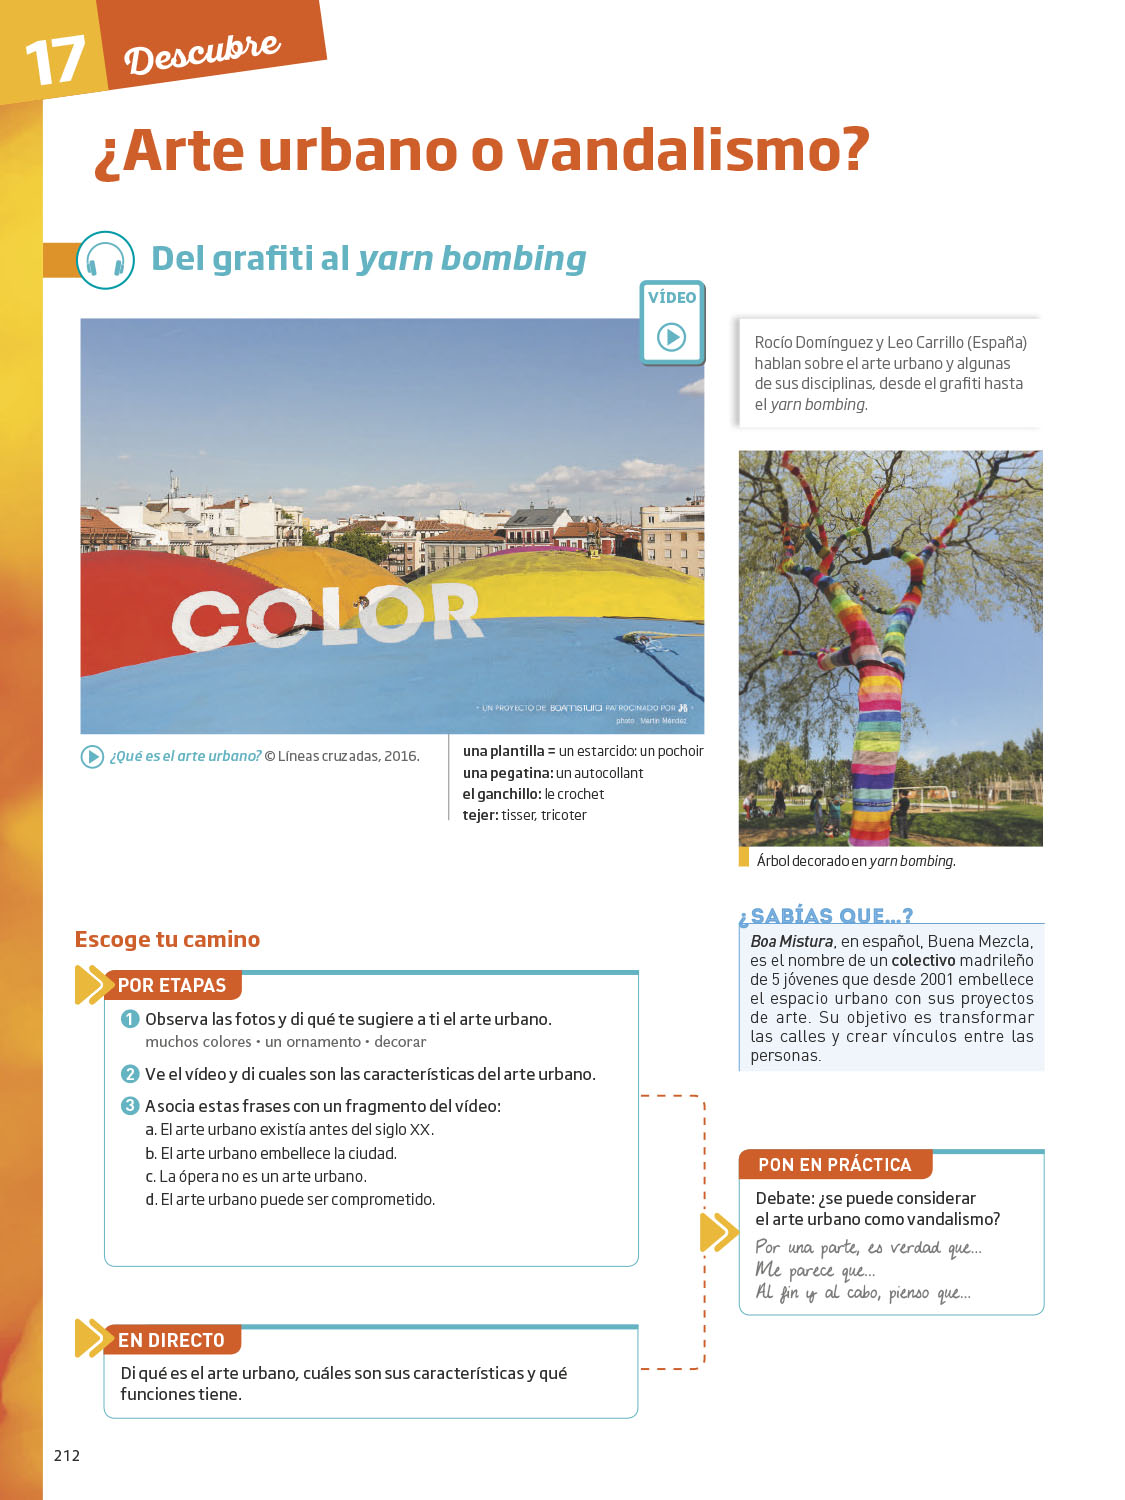 17
Descubre
¿Arte urbano o vandalismo?
Del grafiti al yarn bombing
VÍDEO
COLOR
· UN PROYECTO DE BOAMISTURA PATROCINADO POR
photo Martín Méndez
¿Qué es el arte urbano? © Líneas cruzadas, 2016.
una plantilla = un estarcido: un pochoir
una pegatina: un autocollant
el ganchillo: le crochet
tejer: tisser, tricoter
Rocío Domínguez y Leo Carrillo (España)
hablan sobre el arte urbano y algunas
de sus disciplinas, desde el grafiti hasta
el yarn bombing.
Árbol decorado en yarn bombing.
¿SABÍAS QUE...?
Boa Mistura, en español, Buena Mezcla,
es el nombre de un colectivo madrileño
de 5 jóvenes que desde 2001 embellece
el espacio urbano con sus proyectos
de arte. Su objetivo es transformar
las calles y crear vínculos entre las
personas.
Escoge tu camino
POR ETAPAS
1 Observa las fotos y di qué te sugiere a ti el arte urbano.
muchos colores • un ornamento • decorar
2 Ve el vídeo y di cuales son las características del arte urbano.
3 Asocia estas frases con un fragmento del vídeo:
a. El arte urbano existía antes del siglo XX.
b. El arte urbano embellece la ciudad.
c. La ópera no es un arte urbano.
d. El arte urbano puede ser comprometido.
EN DIRECTO
Di qué es el arte urbano, cuáles son sus características y qué
funciones tiene.
PON EN PRÁCTICA
Debate: ¿se puede considerar
el arte urbano como vandalismo?
Por una parte, es verdad que...
Me parece que...
Al fin y al cabo, pienso que...
212